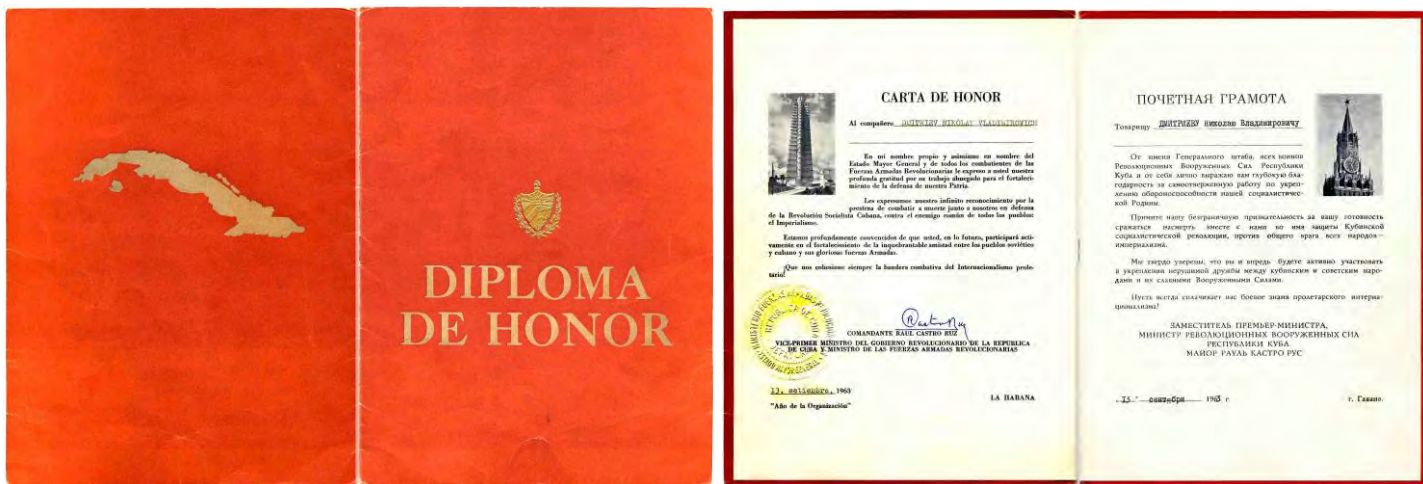 DIPLOMA
DE HONOR
CARTA DE HONOR
Al compañero DMITRIEV NIKOLAY VLADIMIROVICH
En mi nombre propio y asimismo en nombre del
Estado Mayor General y de todos los combatientes de las
Fuerzas Armadas Revolucionarias le expreso a usted nuestra
profunda gratitud por su trabajo abnegado para el fortaleci-
miento de la defensa de nuestra Patria.
Les expresamos nuestro infinito reconocimiento por la
presteza de combatir a muerte junto a nosotros en defensa
de la Revolución Socialista Cubana, contra el enemigo común de todos los pueblos:
el Imperialismo.
Estamos profundamente convencidos de que usted, en lo futuro, participará acti-
vamente en el fortalecimiento de la inquebrantable amistad entre los pueblos soviético
y cubano y sus gloriosas fuerzas Armadas.
¡Que nos cohesione siempre la bandera combativa del Internacionalismo prole-
tario!
REPUBLICA DE CUBA
COMANDANTE RAUL CASTRO RUZ
VICE-PRIMER MINISTRO DEL GOBIERNO REVOLUCIONARIO DE LA REPUBLICA
DE CUBA Y MINISTRO DE LAS FUERZAS ARMADAS REVOLUCIONARIAS
13, setiembre, 1963
LA HABANA
"Año de la Organización"
ПОЧЕТНАЯ ГРАМОТА
Товарищу ДМИТРИЕВУ Николаю Владимировичу
От имени Генерального штаба, всех воинов
Революционных Вооруженных Сил Республики
Куба и от себя лично выражаю вам глубокую бла-
годарность за самоотверженную работу по укреп-
лению обороноспособности нашей социалистичес-
кой Родины.
Примите нашу безграничную признательность за вашу готовность
сражаться насмерть вместе с нами во имя защиты Кубинской
социалистической революции, против общего врага всех народов–
империализма.
Мы твердо уверены, что вы и впредь будете активно участвовать
в укреплении нерушимой дружбы между кубинским и советским наро-
дами и их славными Вооруженными Силами.
Пусть всегда сплачивает нас боевое знамя пролетарского интерна-
ционализма!
ЗАМЕСТИТЕЛЬ ПРЕМЬЕР-МИНИСТРА,
МИНИСТР РЕВОЛЮЦИОННЫХ ВООРУЖЕННЫХ СИЛ
РЕСПУБЛИКИ КУБА
МАЙОР РАУЛЬ КАСТРО РУС
13 " сентября 1963 г.
г. Гавана.